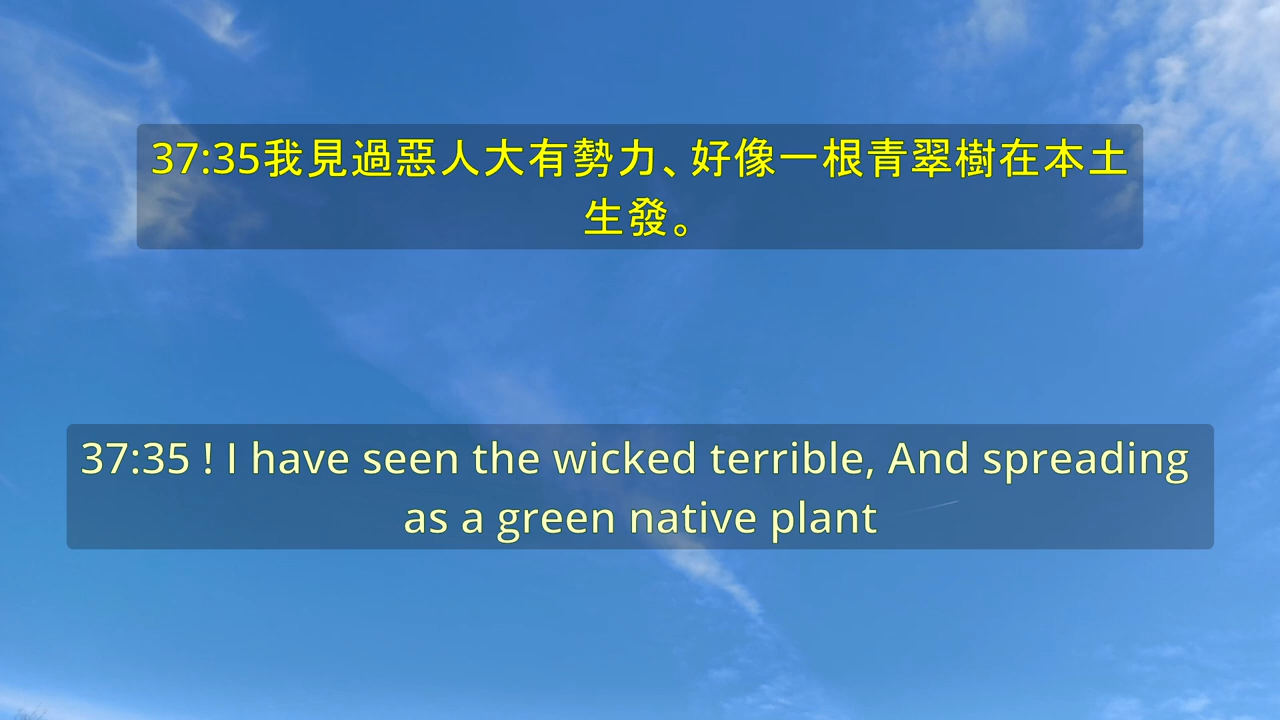 37:35我見過惡人大有勢力、好像一根青翠樹在本土
生發。
37:35 ! I have seen the wicked terrible, And spreading
as a green native plant